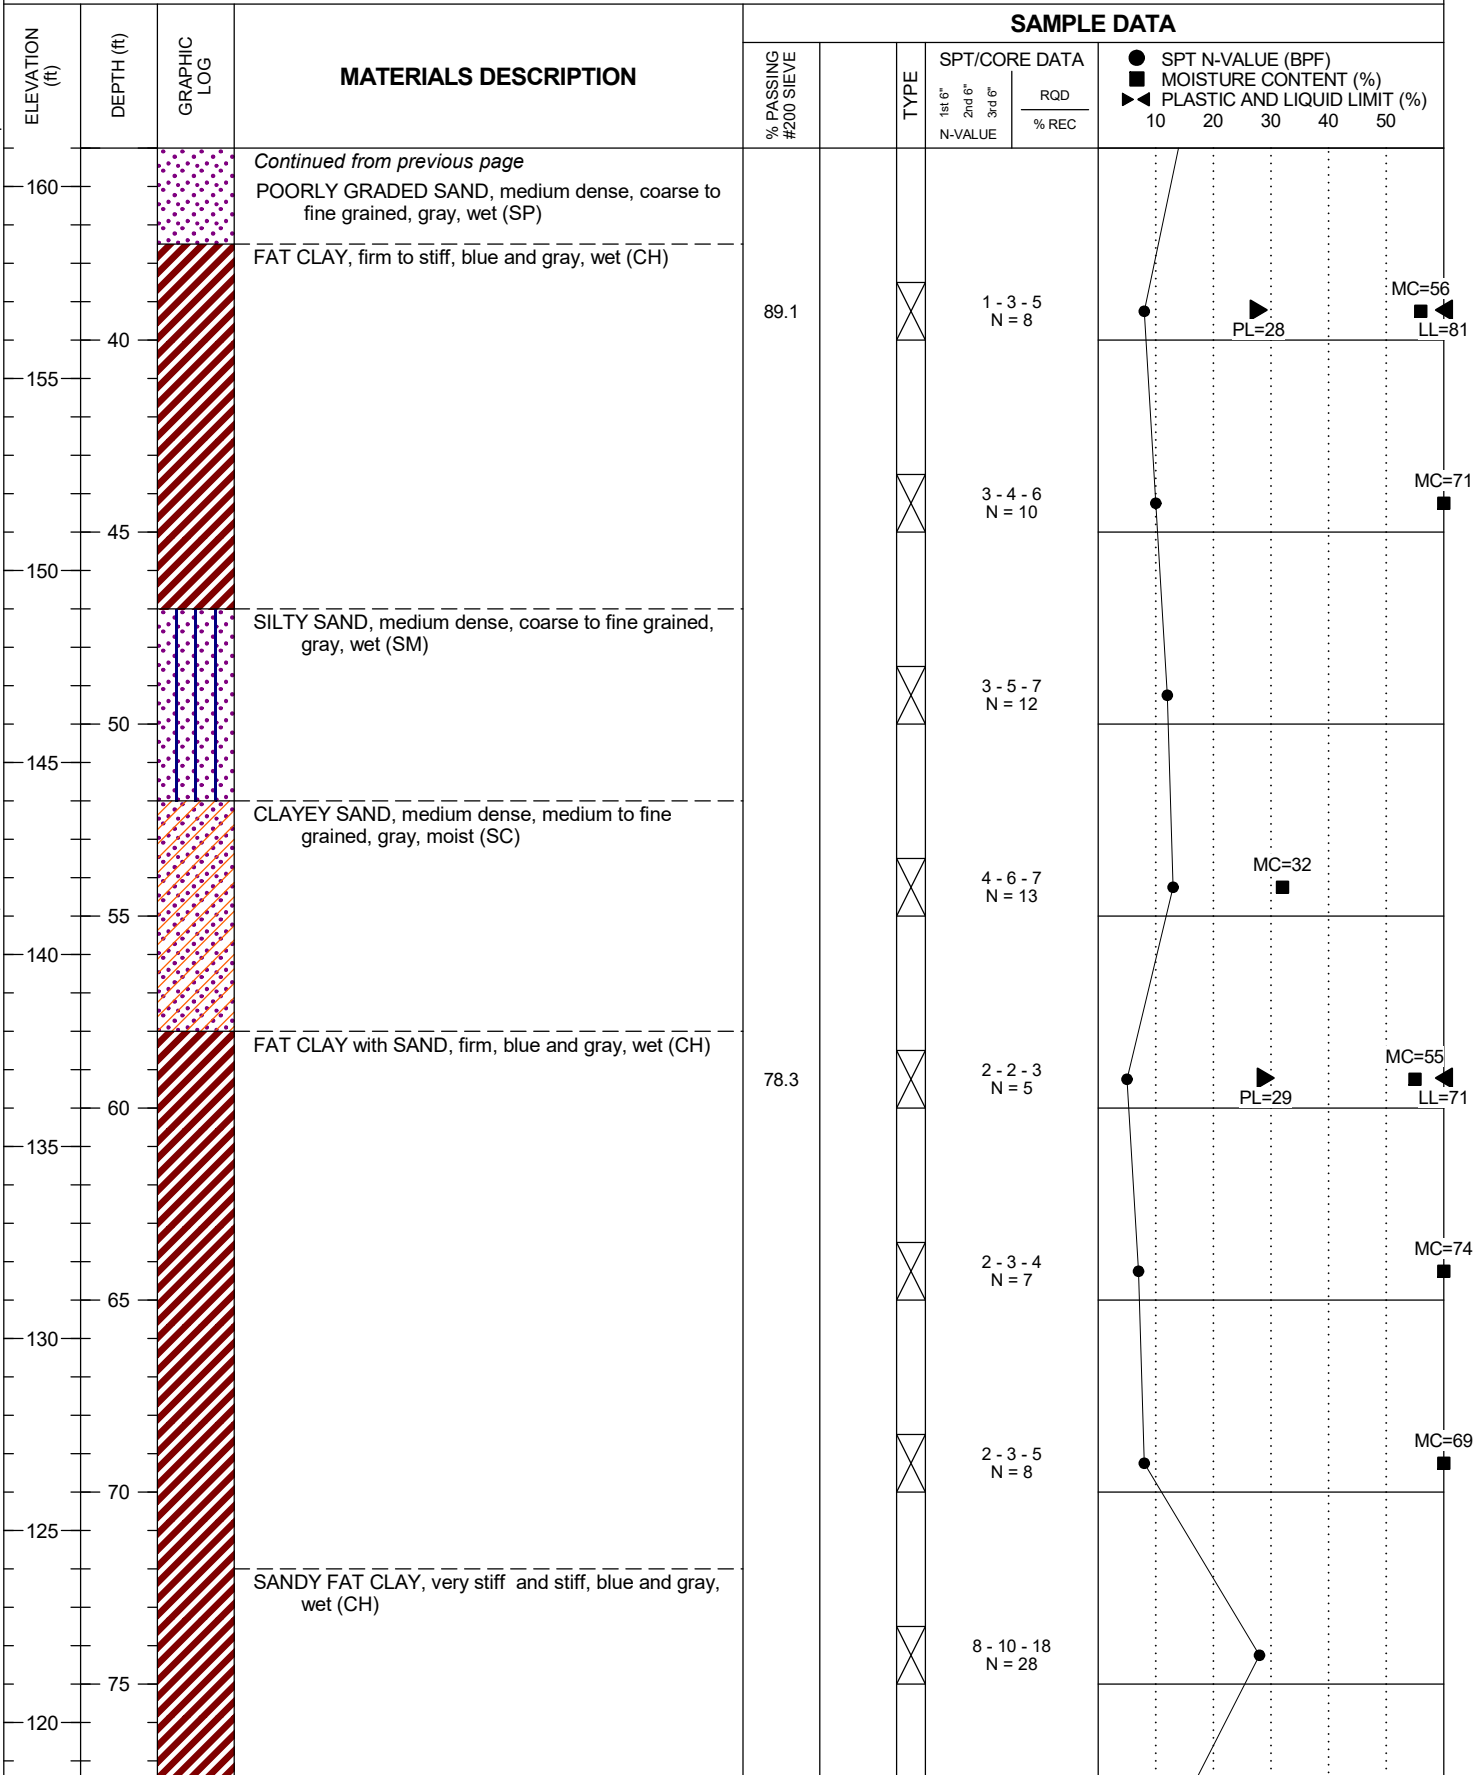 SAMPLE DATA
ELEVATION
(ft)
DEPTH (ft)
GRAPHIC
LOG
MATERIALS DESCRIPTION
% PASSING
#200 SIEVE
TYPE
SPT/CORE DATA
1st 6"
2nd 6"
3rd 6"
N-VALUE
RQD
% REC
SPT N-VALUE (BPF)
MOISTURE CONTENT (%)
PLASTIC AND LIQUID LIMIT (%)
10 20 30 40 50
Continued from previous page
160
POORLY GRADED SAND, medium dense, coarse to
fine grained, gray, wet (SP)
FAT CLAY, firm to stiff, blue and gray, wet (CH)
89.1
1 - 3 - 5
N = 8
MC=56
PL=28
LL=81
40
155
3 - 4 - 6
N = 10
MC=71
45
150
SILTY SAND, medium dense, coarse to fine grained,
gray, wet (SM)
3 - 5 - 7
N = 12
50
145
CLAYEY SAND, medium dense, medium to fine
grained, gray, moist (SC)
4 - 6 - 7
N = 13
MC=32
55
140
FAT CLAY with SAND, firm, blue and gray, wet (CH)
78.3
2 - 2 - 3
N = 5
MC=55
PL=29
LL=71
60
135
2 - 3 - 4
N = 7
MC=74
65
130
2 - 3 - 5
N = 8
MC=69
70
125
SANDY FAT CLAY, very stiff and stiff, blue and gray,
wet (CH)
8 - 10 - 18
N = 28
75
120